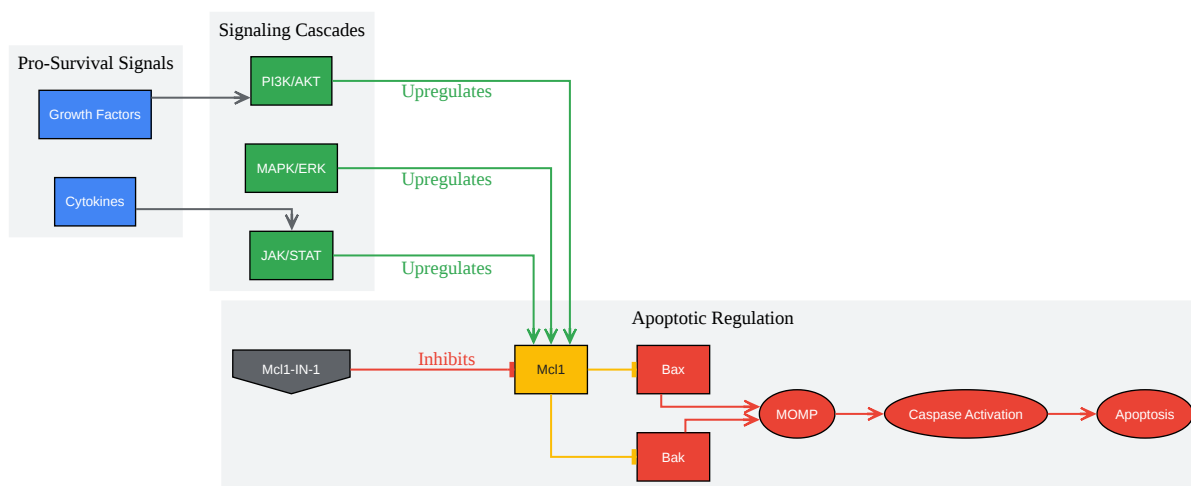 Signaling Cascades
Pro-Survival Signals
PI3K/AKT
Upregulates
Growth Factors
MAPK/ERK
Upregulates
Cytokines
JAK/STAT
Upregulates
Apoptotic Regulation
Mcl1-IN-1
Inhibits
Mcl1
Bax
MOMP
Caspase Activation
Apoptosis
Bak